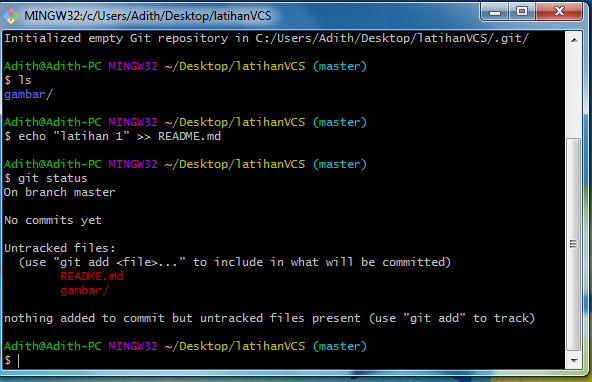 MINGW32:/c/Users/Adith/Desktop/latihanVCS
Initialized empty Git repository in C:/Users/Adith/Desktop/latihanVCS/.git/
Adith@Adith-PC MINGW32 ~/Desktop/latihanVCS (master)
$ ls
gambar/
Adith@Adith-PC MINGW32 ~/Desktop/latihanVCS (master)
$ echo "latihan 1" >> README.md
Adith@Adith-PC MINGW32 ~/Desktop/latihanVCS (master)
$ git status
On branch master
No commits yet
Untracked files:
(use "git add <file>..." to include in what will be committed)
README.md
gambar/
nothing added to commit but untracked files present (use "git add" to track)
Adith@Adith-PC MINGW32 ~/Desktop/latihanVCS (master)
$